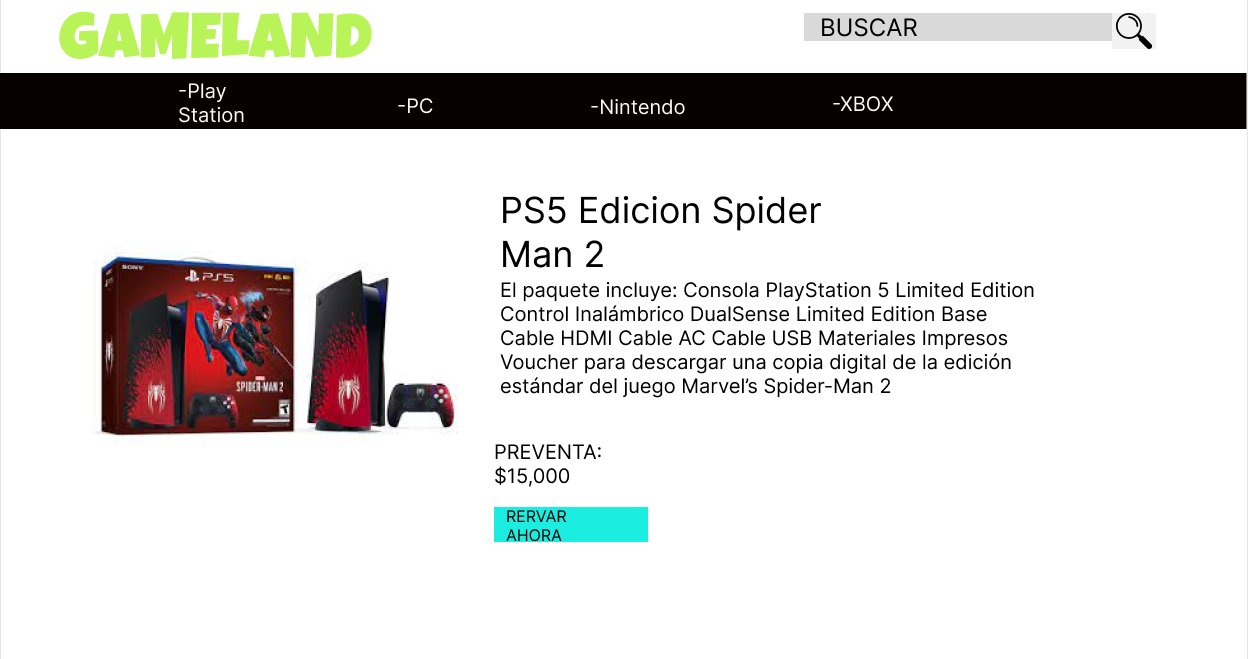 GAMELAND
BUSCAR
-Play
Station
-PC
-Nintendo
-XBOX
PS5 Edicion Spider
Man 2
El paquete incluye: Consola PlayStation 5 Limited Edition
Control Inalámbrico DualSense Limited Edition Base
Cable HDMI Cable AC Cable USB Materiales Impresos
Voucher para descargar una copia digital de la edición
estándar del juego Marvel’s Spider-Man 2
SONY
PS5
SPIDER-MAN 2
PREVENTA:
$15,000
RERVAR
AHORA